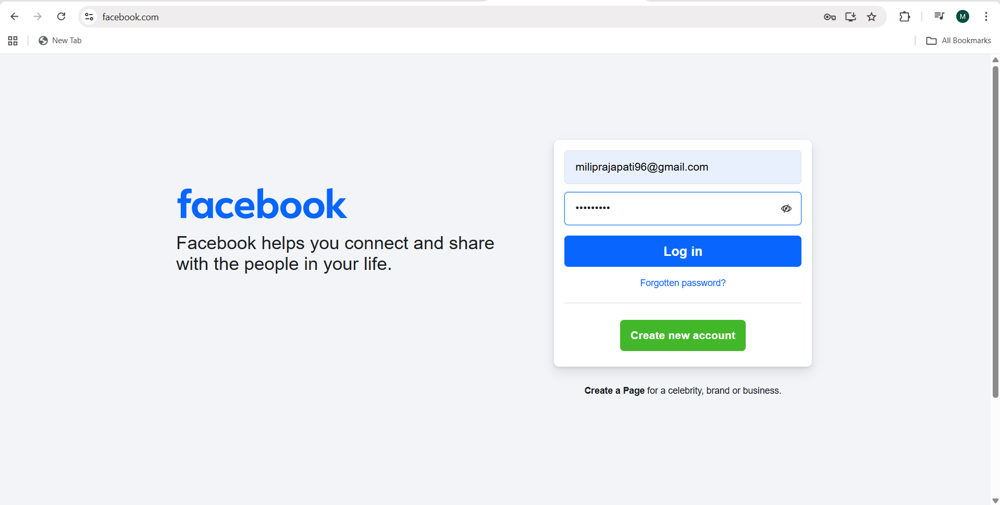 facebook.com
M
New Tab
All Bookmarks
facebook
Facebook helps you connect and share
with the people in your life.
miliprajapati96@gmail.com
•••••••••
Log in
Forgotten password?
Create new account
Create a Page for a celebrity, brand or business.